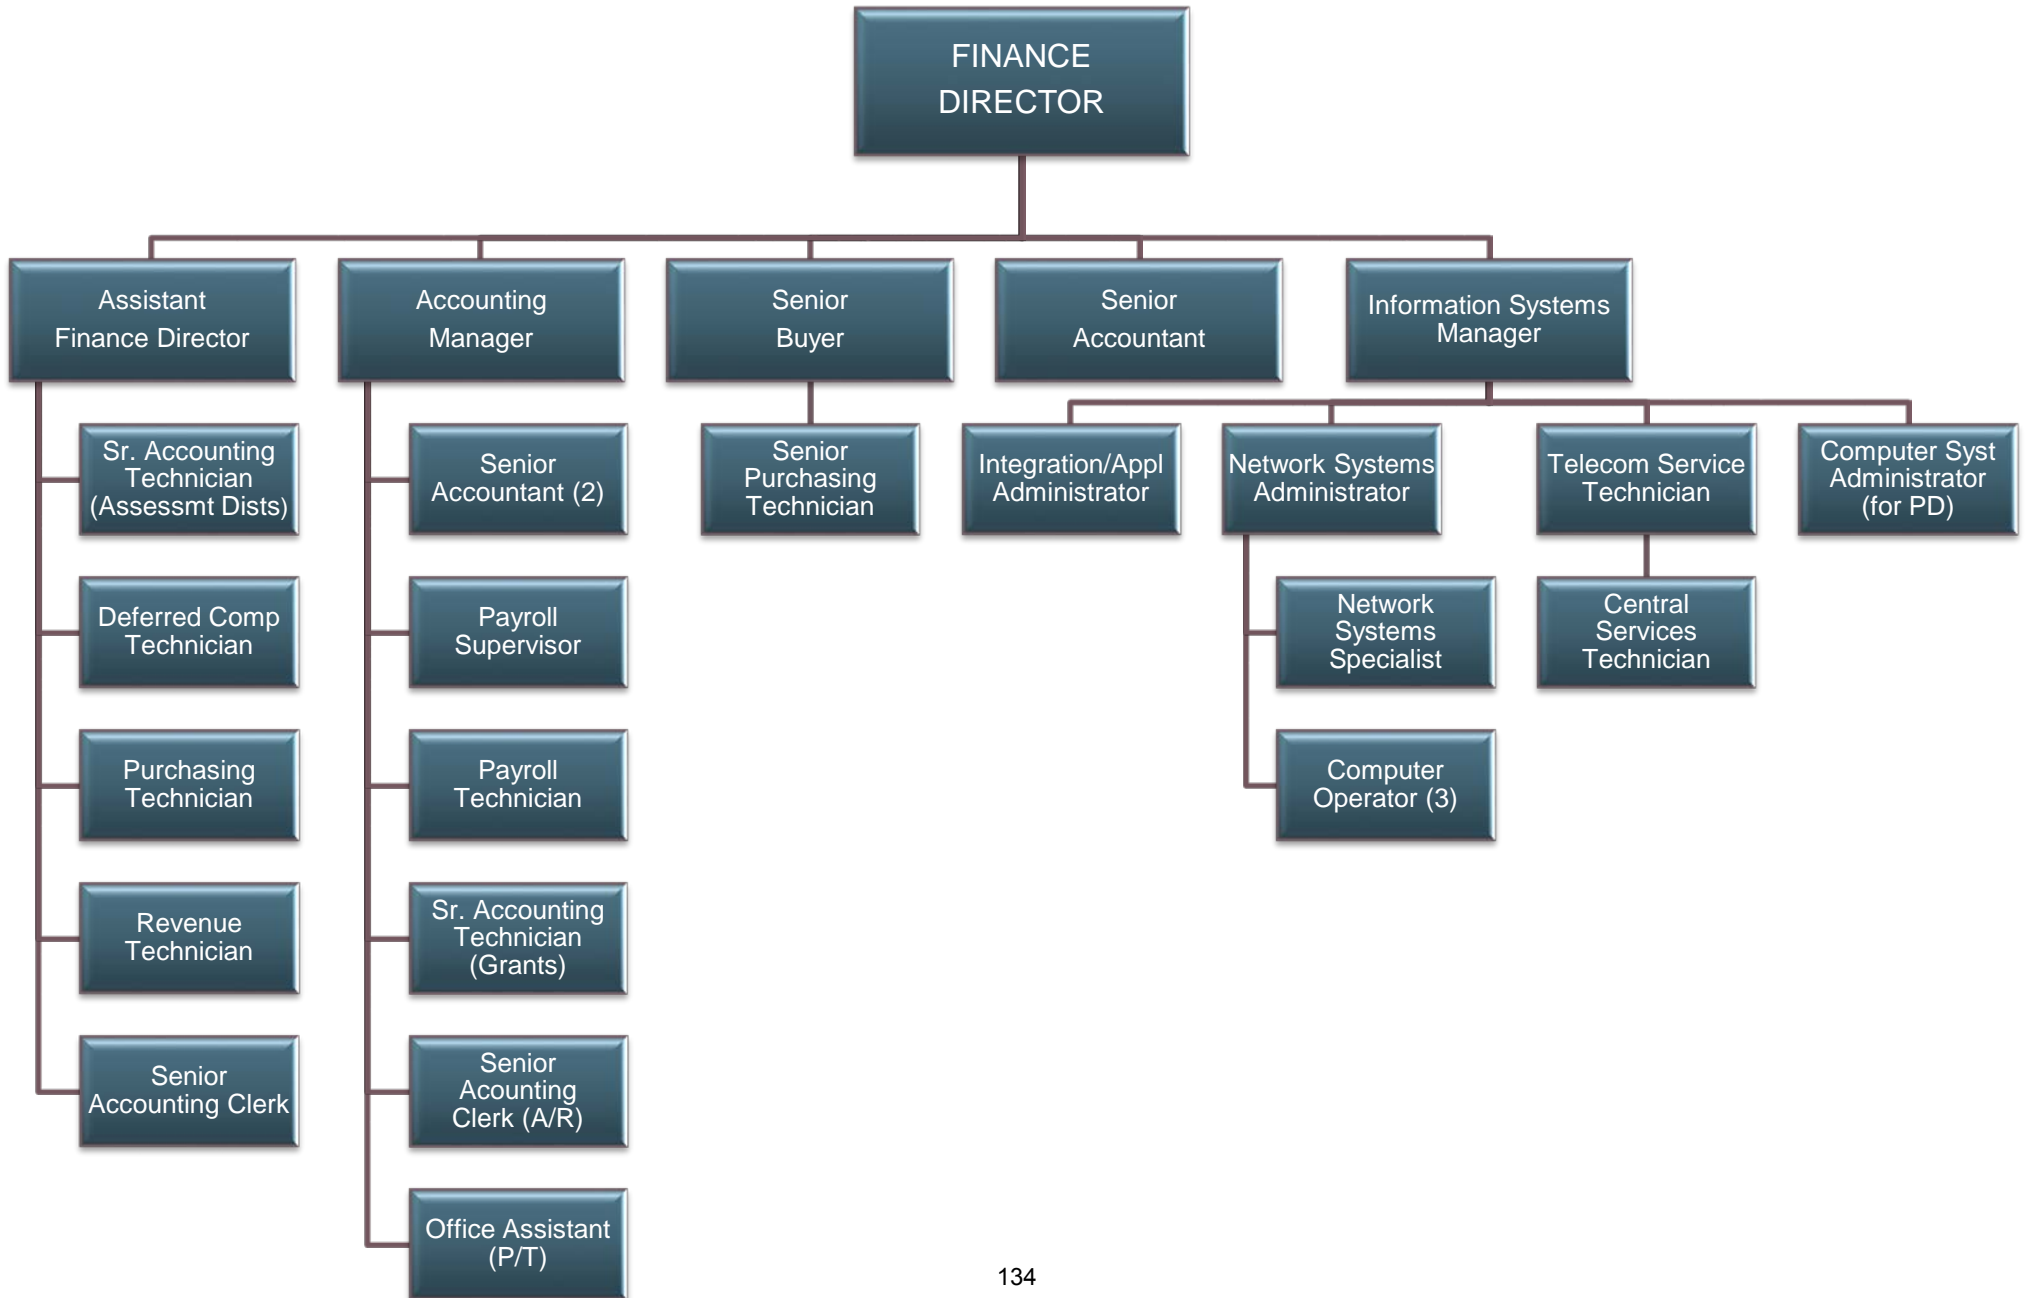 FINANCE
DIRECTOR
Assistant
Finance Director
Accounting
Manager
Senior
Buyer
Senior
Accountant
Information Systems
Manager
Sr. Accounting
Technician
(Assessmt Dists)
Deferred Comp
Technician
Purchasing
Technician
Revenue
Technician
Senior
Accounting Clerk
Senior
Accountant (2)
Payroll
Supervisor
Payroll
Technician
Sr. Accounting
Technician
(Grants)
Senior
Acounting
Clerk (A/R)
Office Assistant
(P/T)
Senior
Purchasing
Technician
Integration/Appl
Administrator
Network Systems
Administrator
Network
Systems
Specialist
Computer
Operator (3)
Telecom Service
Technician
Central
Services
Technician
Computer Syst
Administrator
(for PD)
134